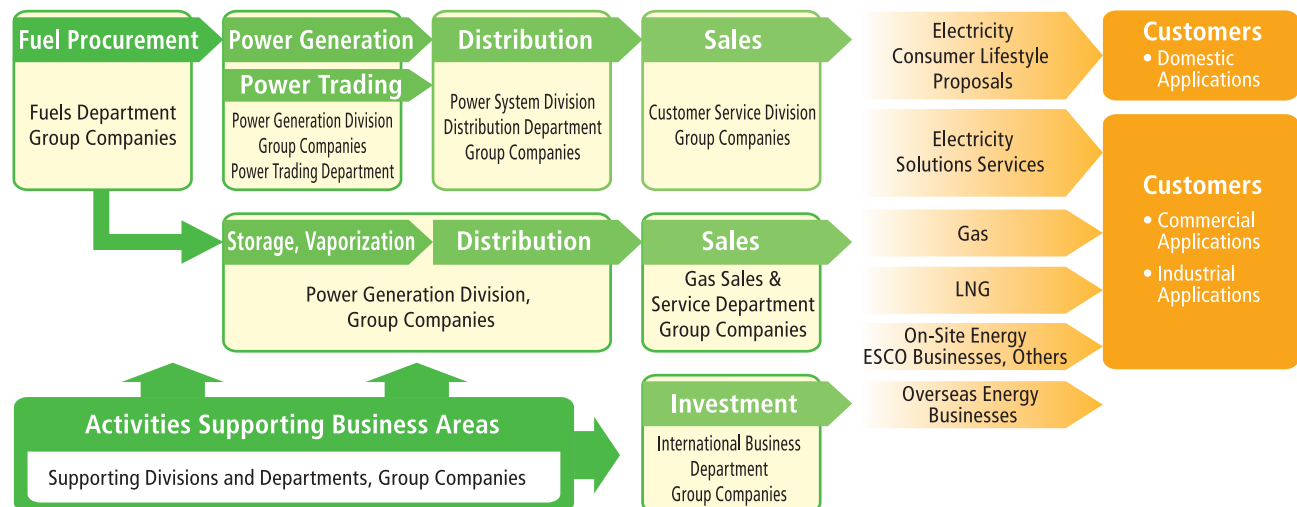 Fuel Procurement
Fuels Department
Group Companies
Power Generation
Power Trading
Power Generation Division
Group Companies
Power Trading Department
Distribution
Power System Division
Distribution Department
Group Companies
Sales
Customer Service Division
Group Companies
Electricity
Consumer Lifestyle
Proposals
Customers
• Domestic
Applications
Electricity
Solutions Services
Customers
• Commercial
Applications
• Industrial
Applications
Storage, Vaporization
Distribution
Power Generation Division,
Group Companies
Sales
Gas Sales &
Service Department
Group Companies
Gas
LNG
On-Site Energy
ESCO Businesses, Others
Activities Supporting Business Areas
Supporting Divisions and Departments, Group Companies
Investment
International Business
Department
Group Companies
Overseas Energy
Businesses